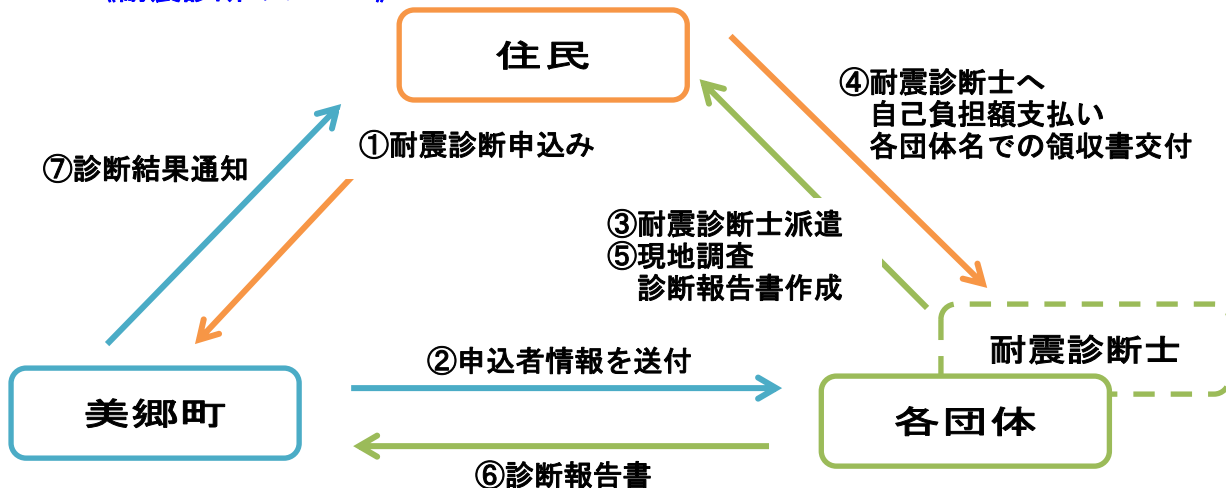 住民
④耐震診断士へ
自己負担額支払い
各団体名での領収書交付
①耐震診断申込み
⑦診断結果通知
③耐震診断士派遣
⑤現地調査
診断報告書作成
耐震診断士
②申込者情報を送付
美郷町
各団体
⑥診断報告書